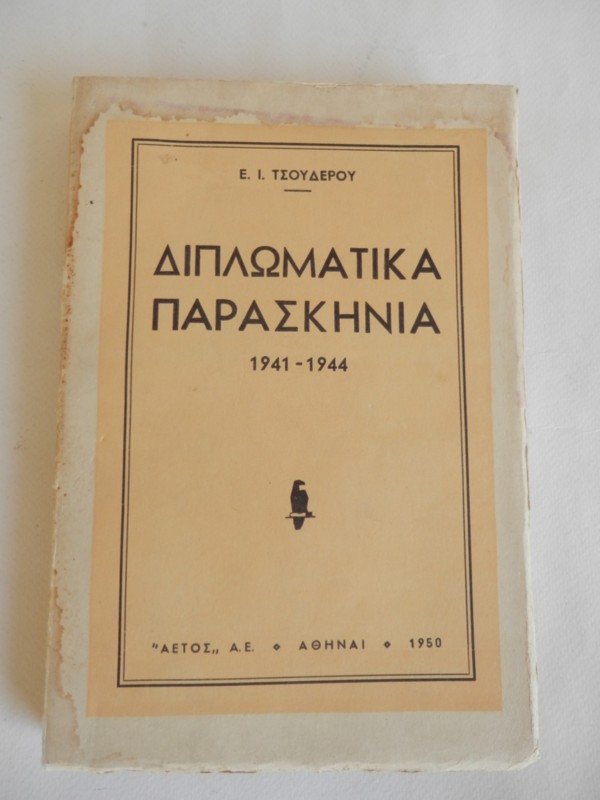 Ε. Ι. ΤΣΟΥΔΕΡΟΥ
ΔΙΠΛΩΜΑΤΙΚΑ
ΠΑΡΑΣΚΗΝΙΑ
1941 - 1944
"ΑΕΤΟΣ„ Α.Ε. ◆ ΑΘΗΝΑΙ ◆ 1950